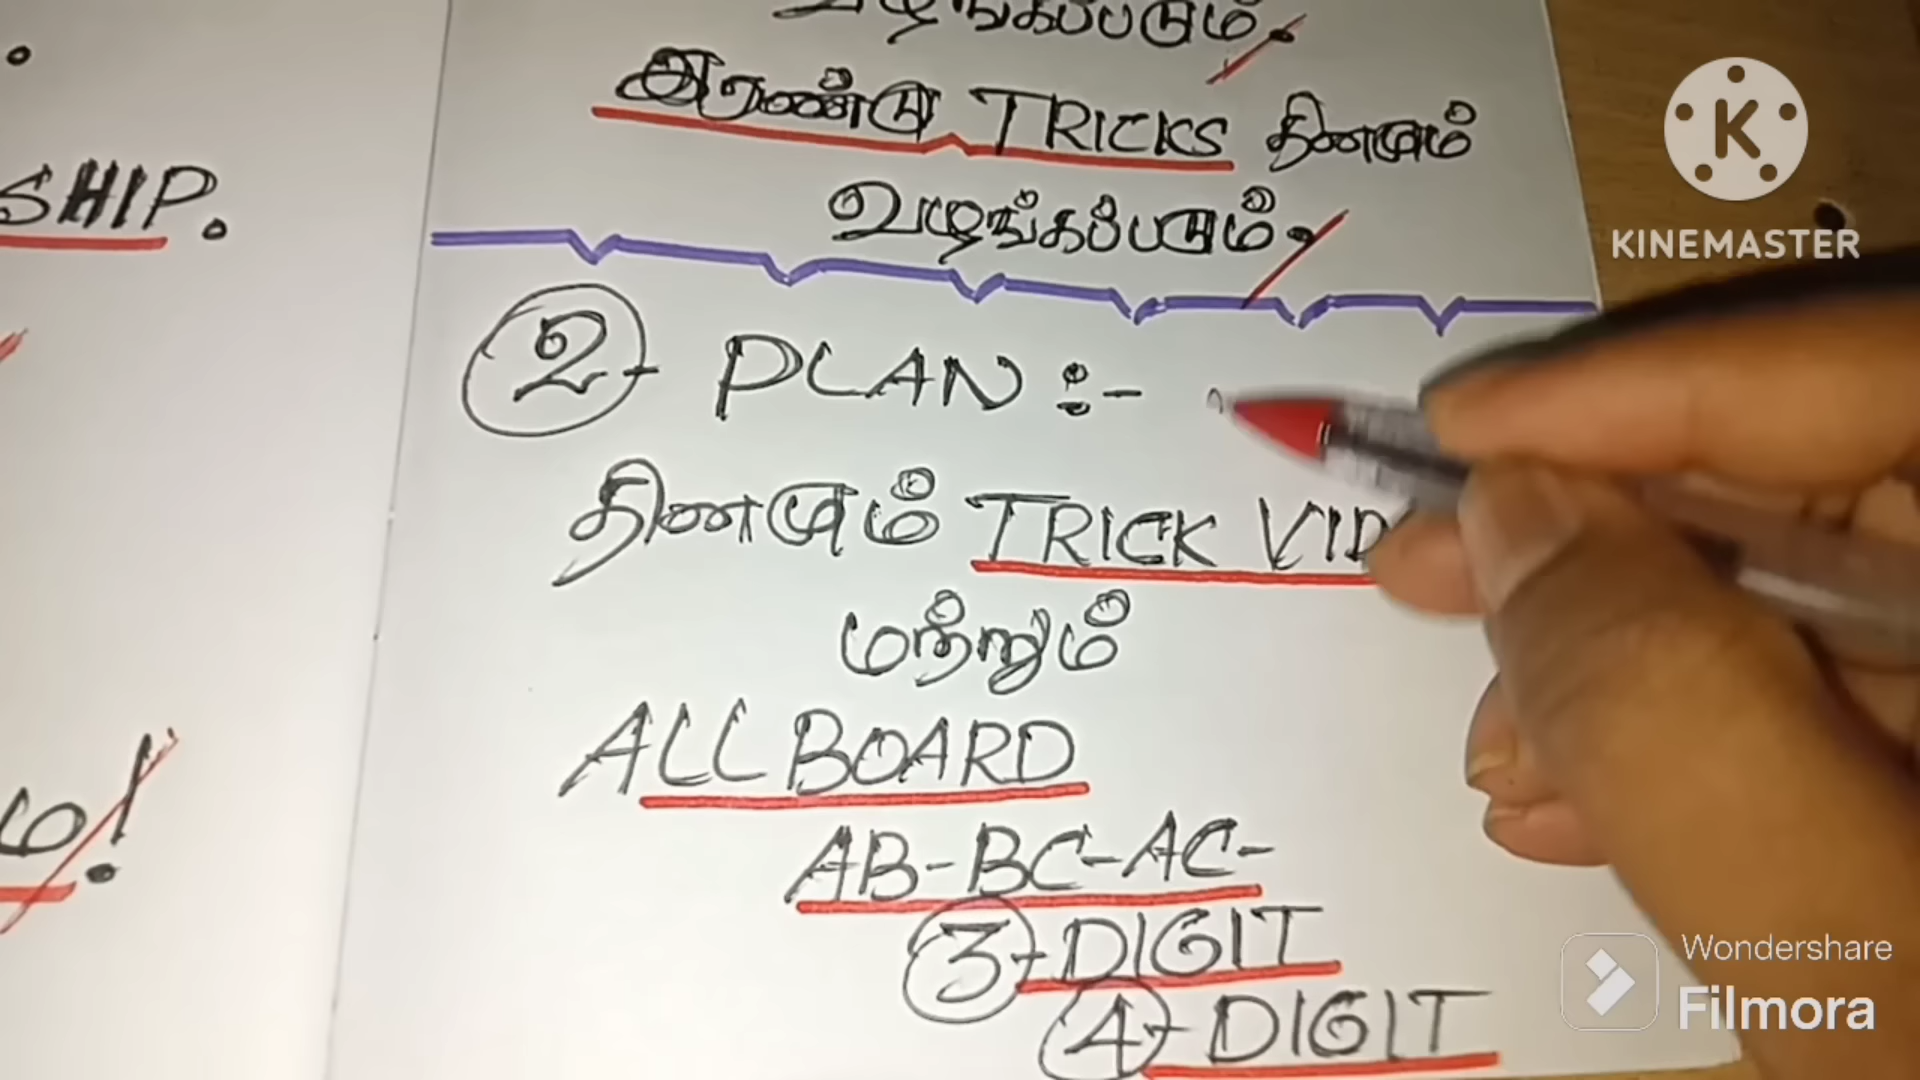 வழங்கப்படும்.
இரண்டு TRICKS தினமும்
வழங்கப்படும்.
SHIP.
② PLAN :-
தினமும் TRICK
மற்றும்
ALL BOARD
AB-BC-AC-
③ DIGIT
④ DIGIT
KINEMASTER
Wondershare
Filmora